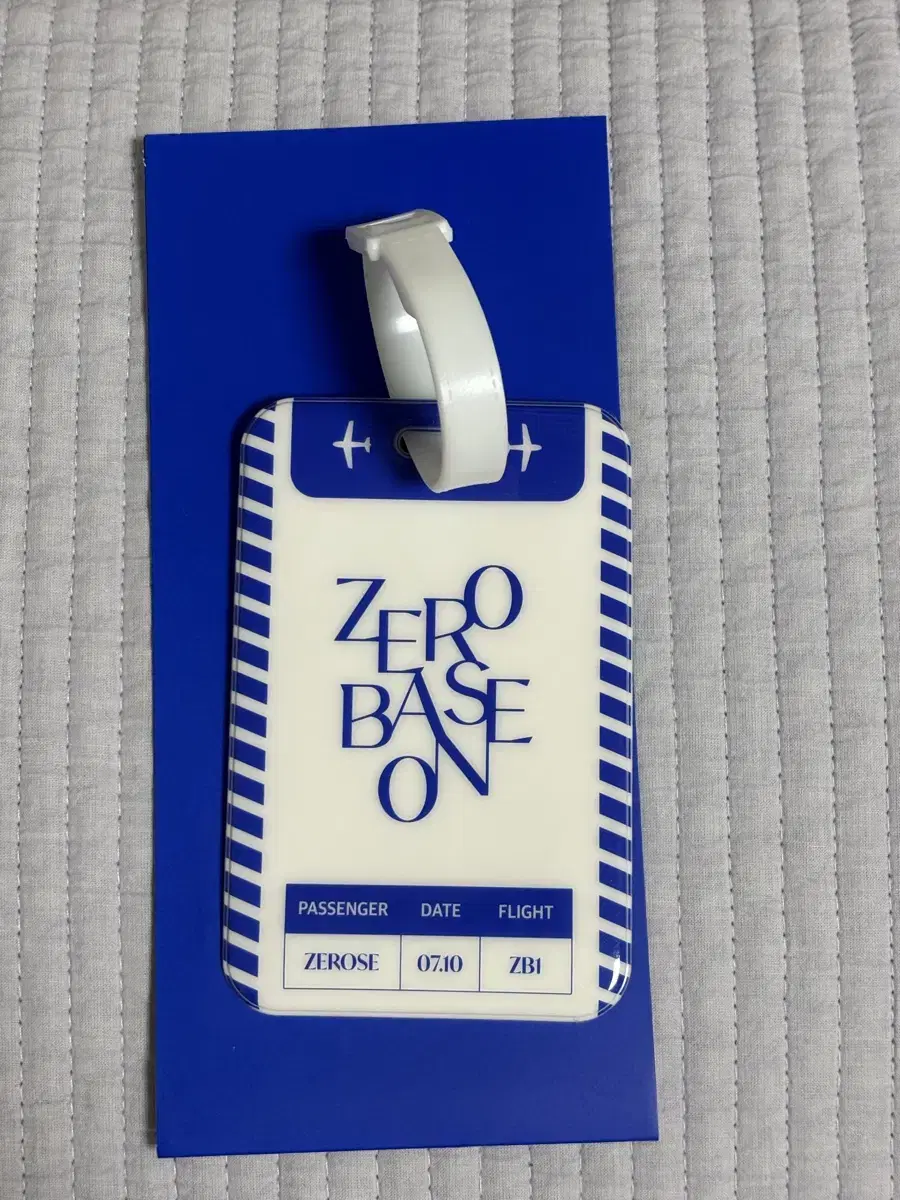 ZERO
BASE
ON
PASSENGER DATE FLIGHT
ZEROSE 07.10 ZB1